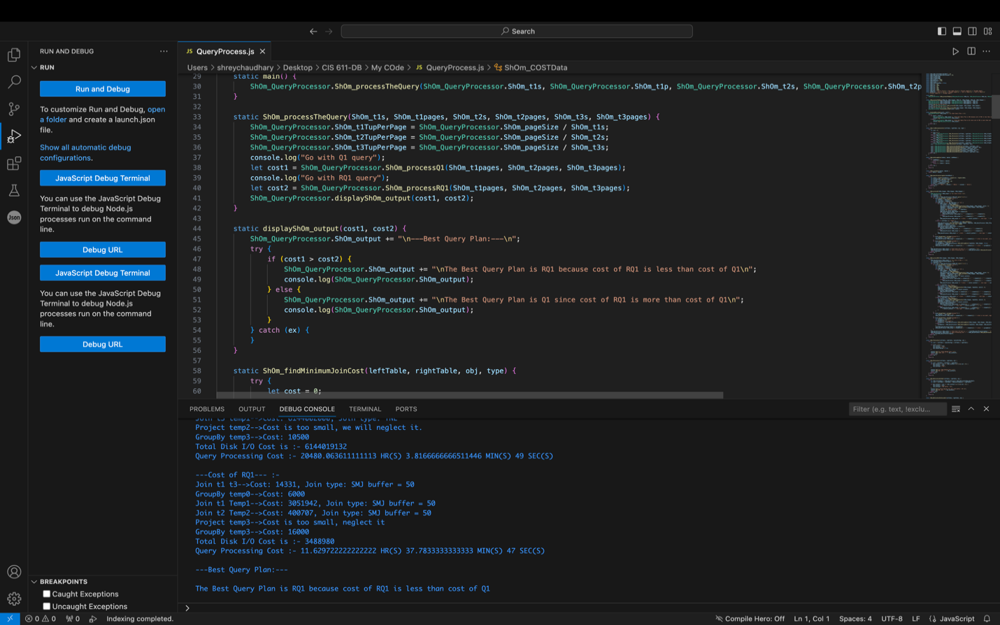 Search
RUN AND DEBUG
RUN
Run and Debug
To customize Run and Debug, open
a folder and create a launch.json
file.
Show all automatic debug
configurations.
JavaScript Debug Terminal
You can use the JavaScript Debug
Terminal to debug Node.js
processes run on the command
line.
Debug URL
JavaScript Debug Terminal
You can use the JavaScript Debug
Terminal to debug Node.js
processes run on the command
line.
Debug URL
Json
BREAKPOINTS
Caught Exceptions
Uncaught Exceptions
JS QueryProcess.js
Users > shreychaudhary > Desktop > CIS 611-DB > My COde > JS QueryProcess.js > ShOm_COSTData
29 static main() {
30 ShOm_QueryProcessor.ShOm_processTheQuery(ShOm_QueryProcessor.ShOm_t1s, ShOm_QueryProcessor.ShOm_t1p, ShOm_QueryProcessor.ShOm_t2s, ShOm_QueryProcessor.ShOm_t2p
31 }
32
33 static ShOm_processTheQuery(ShOm_t1s, ShOm_t1pages, ShOm_t2s, ShOm_t2pages, ShOm_t3s, ShOm_t3pages) {
34 ShOm_QueryProcessor.ShOm_t1TupPerPage = ShOm_QueryProcessor.ShOm_pageSize / ShOm_t1s;
35 ShOm_QueryProcessor.ShOm_t2TupPerPage = ShOm_QueryProcessor.ShOm_pageSize / ShOm_t2s;
36 ShOm_QueryProcessor.ShOm_t3TupPerPage = ShOm_QueryProcessor.ShOm_pageSize / ShOm_t3s;
37 console.log("Go with Q1 query");
38 let cost1 = ShOm_QueryProcessor.ShOm_processQ1(ShOm_t1pages, ShOm_t2pages, ShOm_t3pages);
39 console.log("Go with RQ1 query");
40 let cost2 = ShOm_QueryProcessor.ShOm_processRQ1(ShOm_t1pages, ShOm_t2pages, ShOm_t3pages);
41 ShOm_QueryProcessor.displayShOm_output(cost1, cost2);
42 }
43
44 static displayShOm_output(cost1, cost2) {
45 ShOm_QueryProcessor.ShOm_output += "\n---Best Query Plan:---\n";
46 try {
47 if (cost1 > cost2) {
48 ShOm_QueryProcessor.ShOm_output += "\nThe Best Query Plan is RQ1 because cost of RQ1 is less than cost of Q1\n";
49 console.log(ShOm_QueryProcessor.ShOm_output);
50 } else {
51 ShOm_QueryProcessor.ShOm_output += "\nThe Best Query Plan is Q1 since cost of RQ1 is more than cost of Q1\n";
52 console.log(ShOm_QueryProcessor.ShOm_output);
53 }
54 } catch (ex) {
55 }
56 }
57
58 static ShOm_findMinimumJoinCost(leftTable, rightTable, obj, type) {
59 try {
60 let cost = 0;
PROBLEMS OUTPUT DEBUG CONSOLE TERMINAL PORTS Filter (e.g. text, !exclu...
Join t3 temp1-->Cost: 6144002000, Join type: TNL
Project temp2-->Cost is too small, we will neglect it.
GroupBy temp3-->Cost: 10500
Total Disk I/O Cost is :- 6144019132
Query Processing Cost :- 20480.063611111113 HR(S) 3.8166666666511446 MIN(S) 49 SEC(S)
---Cost of RQ1--- :-
Join t1 t3-->Cost: 14331, Join type: SMJ buffer = 50
GroupBy temp0-->Cost: 6000
Join t1 Temp1-->Cost: 3051942, Join type: SMJ buffer = 50
Join t2 Temp2-->Cost: 400707, Join type: SMJ buffer = 50
Project temp3-->Cost is too small, neglect it
GroupBy temp3-->Cost: 16000
Total Disk I/O Cost is :- 3488980
Query Processing Cost :- 11.629722222222222 HR(S) 37.7833333333333 MIN(S) 47 SEC(S)
---Best Query Plan:---
The Best Query Plan is RQ1 because cost of RQ1 is less than cost of Q1
0 0 0 Indexing completed. Compile Hero: Off Ln 1, Col 1 Spaces: 4 UTF-8 LF JavaScript